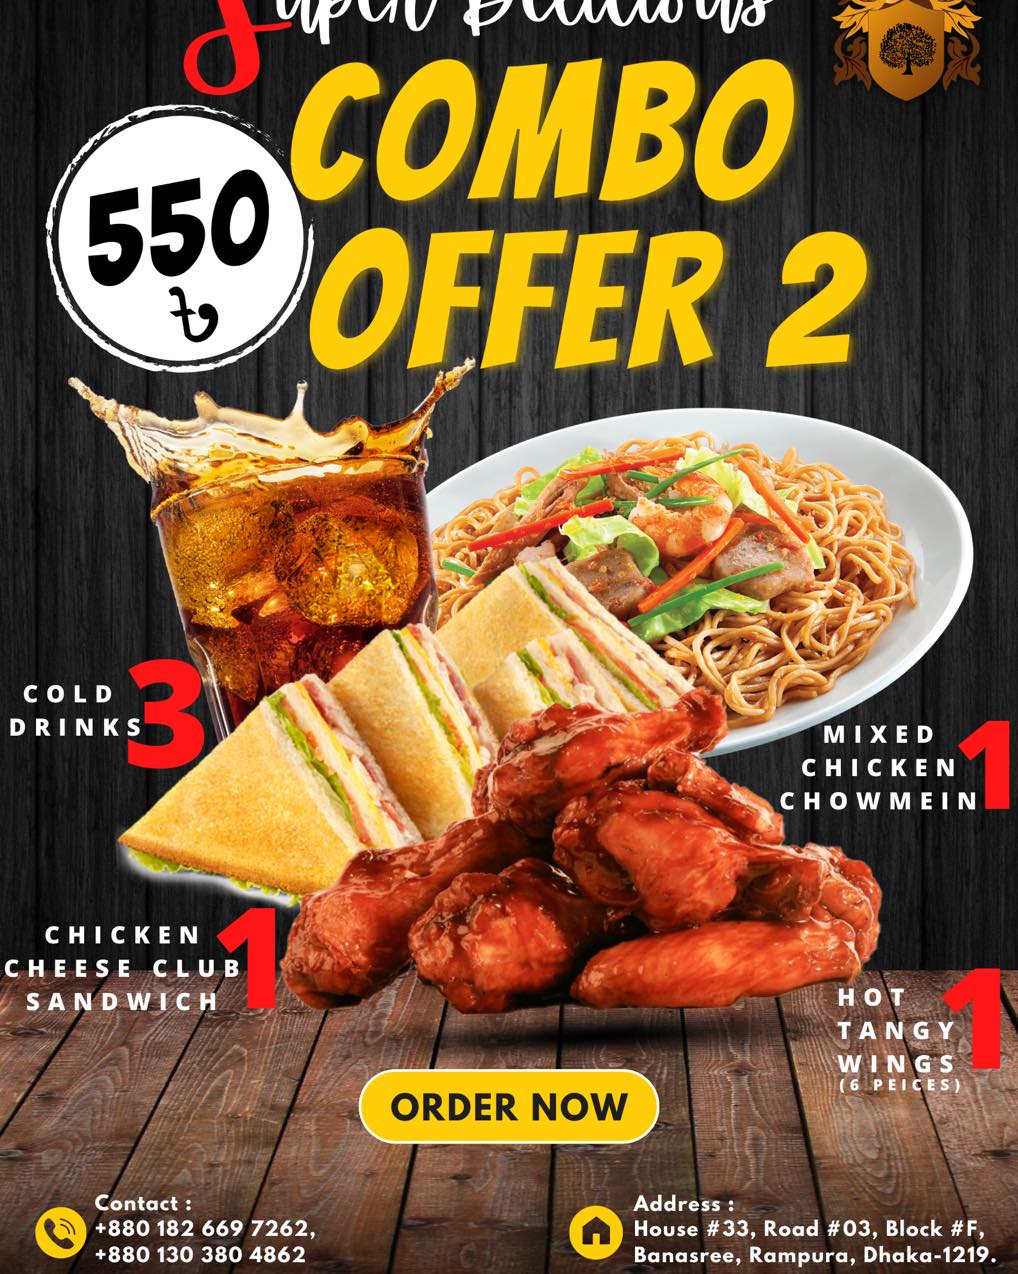 Super Delicious
COMBO
OFFER 2
550
৳
COLD
DRINKS
3
MIXED
CHICKEN
CHOWMEIN
1
CHICKEN
CHEESE CLUB
SANDWICH
1
HOT
TANGY
WINGS
(6 PEICES)
1
ORDER NOW
Contact :
+880 182 669 7262,
+880 130 380 4862
Address :
House #33, Road #03, Block #F,
Banasree, Rampura, Dhaka-1219.